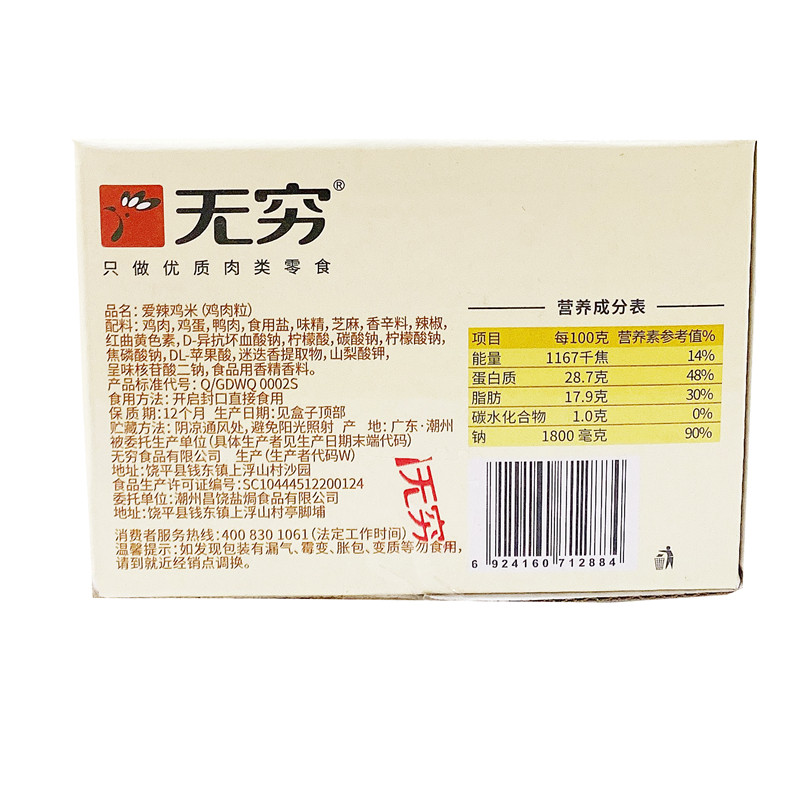 无穷®
只做优质肉类零食
品名：爱辣鸡米（鸡肉粒）
配料：鸡肉，鸡蛋，鸭肉，食用盐，味精，芝麻，香辛料，辣椒，
红曲黄色素，D-异抗坏血酸钠，柠檬酸，碳酸钠，柠檬酸钠，
焦磷酸钠，DL-苹果酸，迷迭香提取物，山梨酸钾，
呈味核苷酸二钠，食品用香精香料。
产品标准代号：Q/GDWQ 0002S
食用方法：开启封口直接食用
保质期：12个月 生产日期：见盒子顶部
贮藏方法：阴凉通风处，避免阳光照射 产 地：广东·潮州
被委托生产单位（具体生产者见生产日期末端代码）
无穷食品有限公司 生产（生产者代码W）
地址：饶平县钱东镇上浮山村沙园
食品生产许可证编号：SC10444512200124
委托单位：潮州昌饶盐焗食品有限公司
地址：饶平县钱东镇上浮山村亭脚埔
消费者服务热线：400 830 1061（法定工作时间）
温馨提示：如发现包装有漏气、霉变、胀包、变质等勿食用，
请到就近经销点调换。
无穷
营养成分表
项目 每100克 营养素参考值%
能量 1167千焦 14%
蛋白质 28.7克 48%
脂肪 17.9克 30%
碳水化合物 1.0克 0%
钠 1800 毫克 90%
6 924160 712884